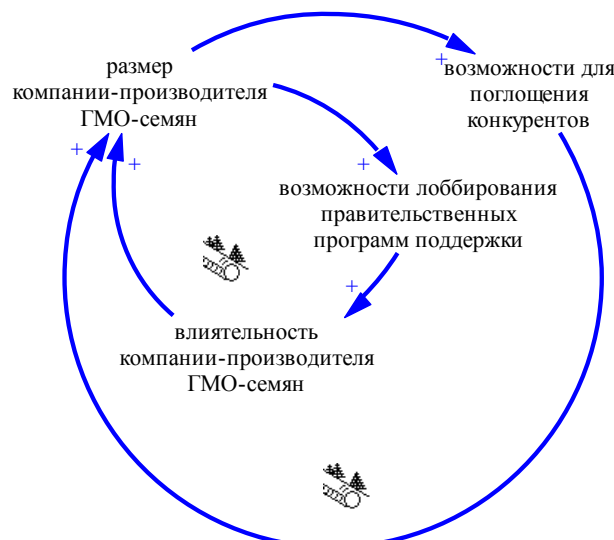 размер
компании-производителя
ГМО-семян
+
+
+
возможности для
поглощения
конкурентов
+
возможности лоббирования
правительственных
программ поддержки
+
влиятельность
компании-производителя
ГМО-семян